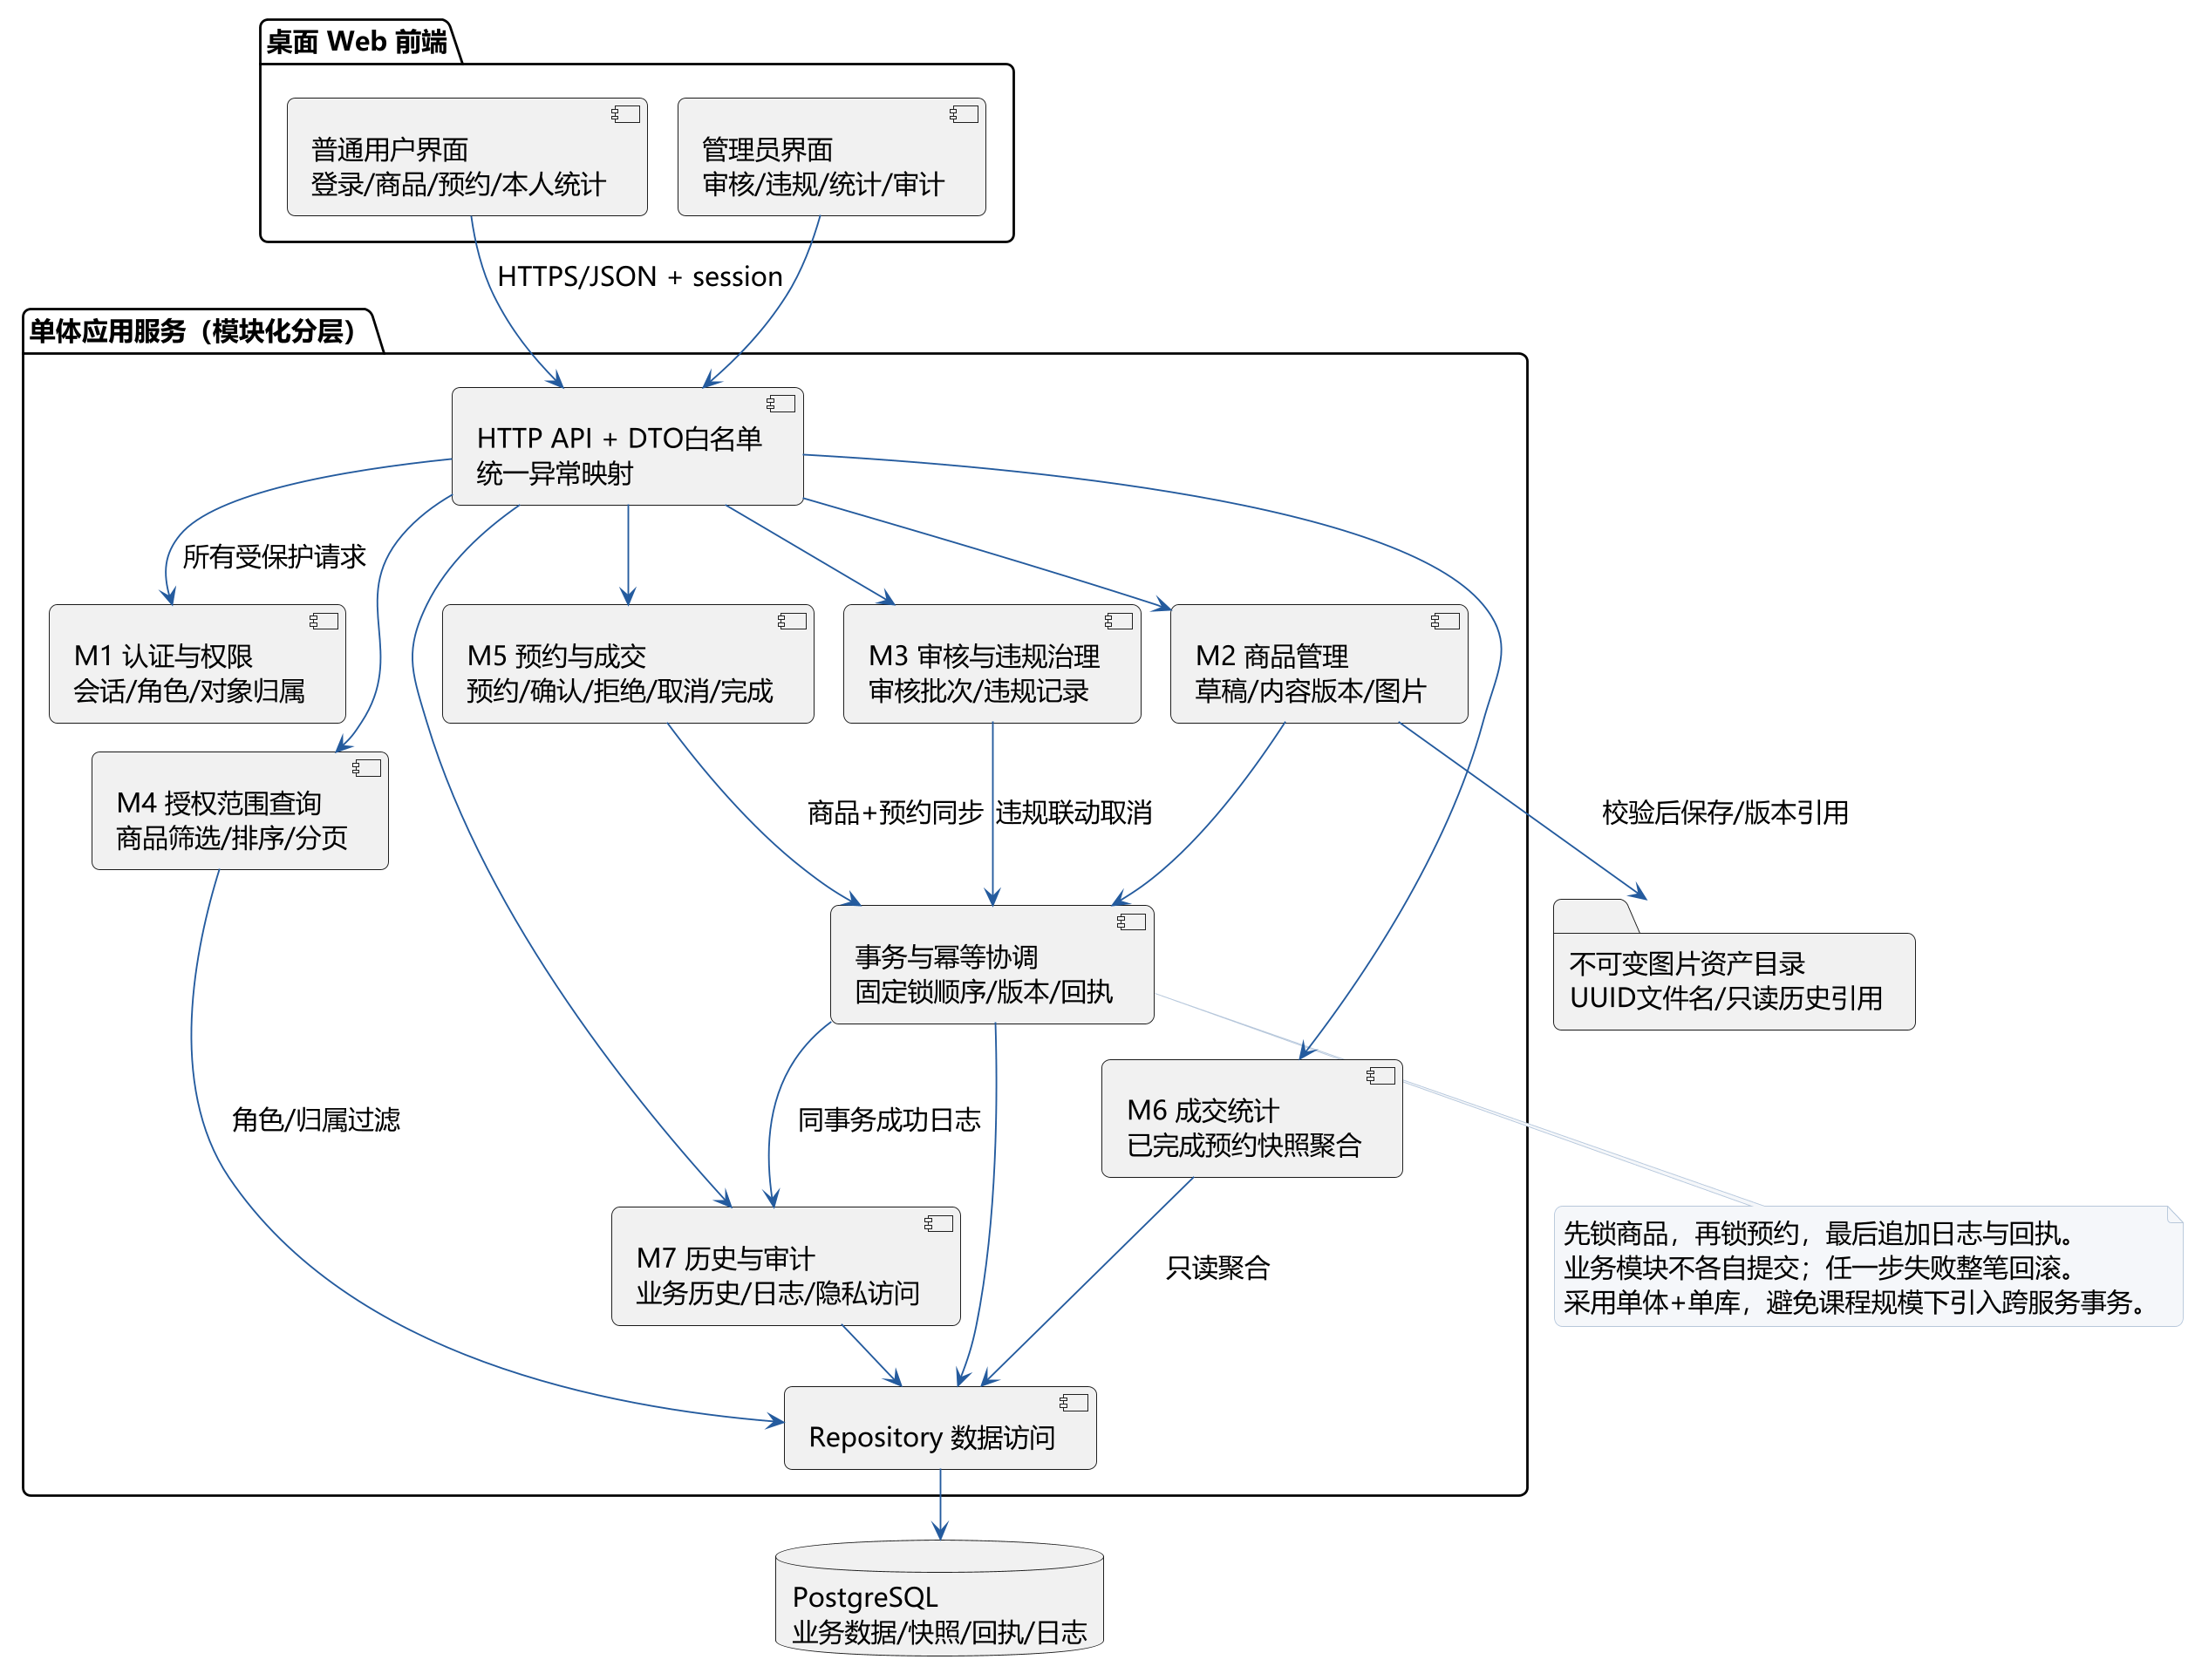 桌面 Web 前端
普通用户界面
登录/商品/预约/本人统计
管理员界面
审核/违规/统计/审计
HTTPS/JSON + session
单体应用服务（模块化分层）
HTTP API + DTO白名单
统一异常映射
所有受保护请求
M1 认证与权限
会话/角色/对象归属
M5 预约与成交
预约/确认/拒绝/取消/完成
M3 审核与违规治理
审核批次/违规记录
M2 商品管理
草稿/内容版本/图片
M4 授权范围查询
商品筛选/排序/分页
商品+预约同步
违规联动取消
校验后保存/版本引用
事务与幂等协调
固定锁顺序/版本/回执
不可变图片资产目录
UUID文件名/只读历史引用
角色/归属过滤
同事务成功日志
M6 成交统计
已完成预约快照聚合
M7 历史与审计
业务历史/日志/隐私访问
只读聚合
先锁商品，再锁预约，最后追加日志与回执。
业务模块不各自提交；任一步失败整笔回滚。
采用单体+单库，避免课程规模下引入跨服务事务。
Repository 数据访问
PostgreSQL
业务数据/快照/回执/日志